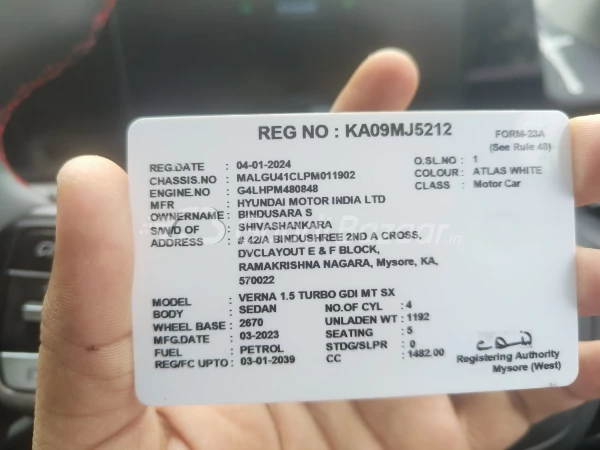 REG NO : KA09MJ5212
FORM-23A
(See Rule 48)
REG.DATE : 04-01-2024 O.SL.NO : 1
CHASSIS.NO : MALGU41CLPM011902 COLOUR : ATLAS WHITE
ENGINE.NO : G4LHPM480848 CLASS : Motor Car
MFR : HYUNDAI MOTOR INDIA LTD
OWNERNAME : BINDUSARA S
S/W/D OF : SHIVASHANKARA
ADDRESS : # 42/A BINDUSHREE 2ND A CROSS,
DVCLAYOUT E & F BLOCK,
RAMAKRISHNA NAGARA, Mysore, KA,
570022
MODEL : VERNA 1.5 TURBO GDI MT SX
BODY : SEDAN NO.OF CYL : 4
WHEEL BASE : 2670 UNLADEN WT : 1192
MFG.DATE : 03-2023 SEATING : 5
FUEL : PETROL STDG/SLPR : 0
REG/FC UPTO : 03-01-2039 CC : 1482.00
Registering Authority
Mysore (West)